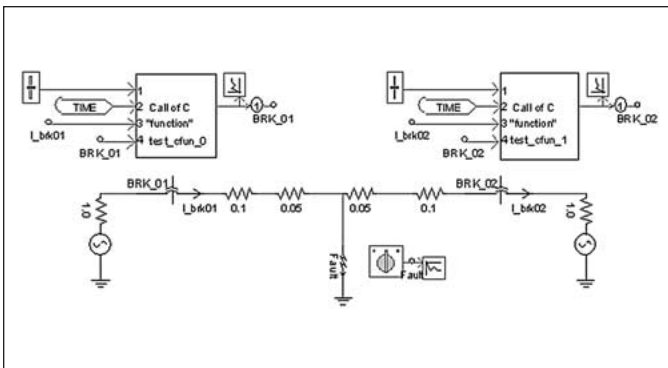 1
TIME
2
Call of C
I_brk01
3
"function"
BRK_01
4
test_cfun_0
1
BRK_01
1
TIME
2
Call of C
I_brk02
3
"function"
BRK_02
4
test_cfun_1
1
BRK_02
BRK_01
I_brk01
0.1
0.05
0.05
0.1
BRK_02
I_brk02
1.0
1.0
Fault
Fault